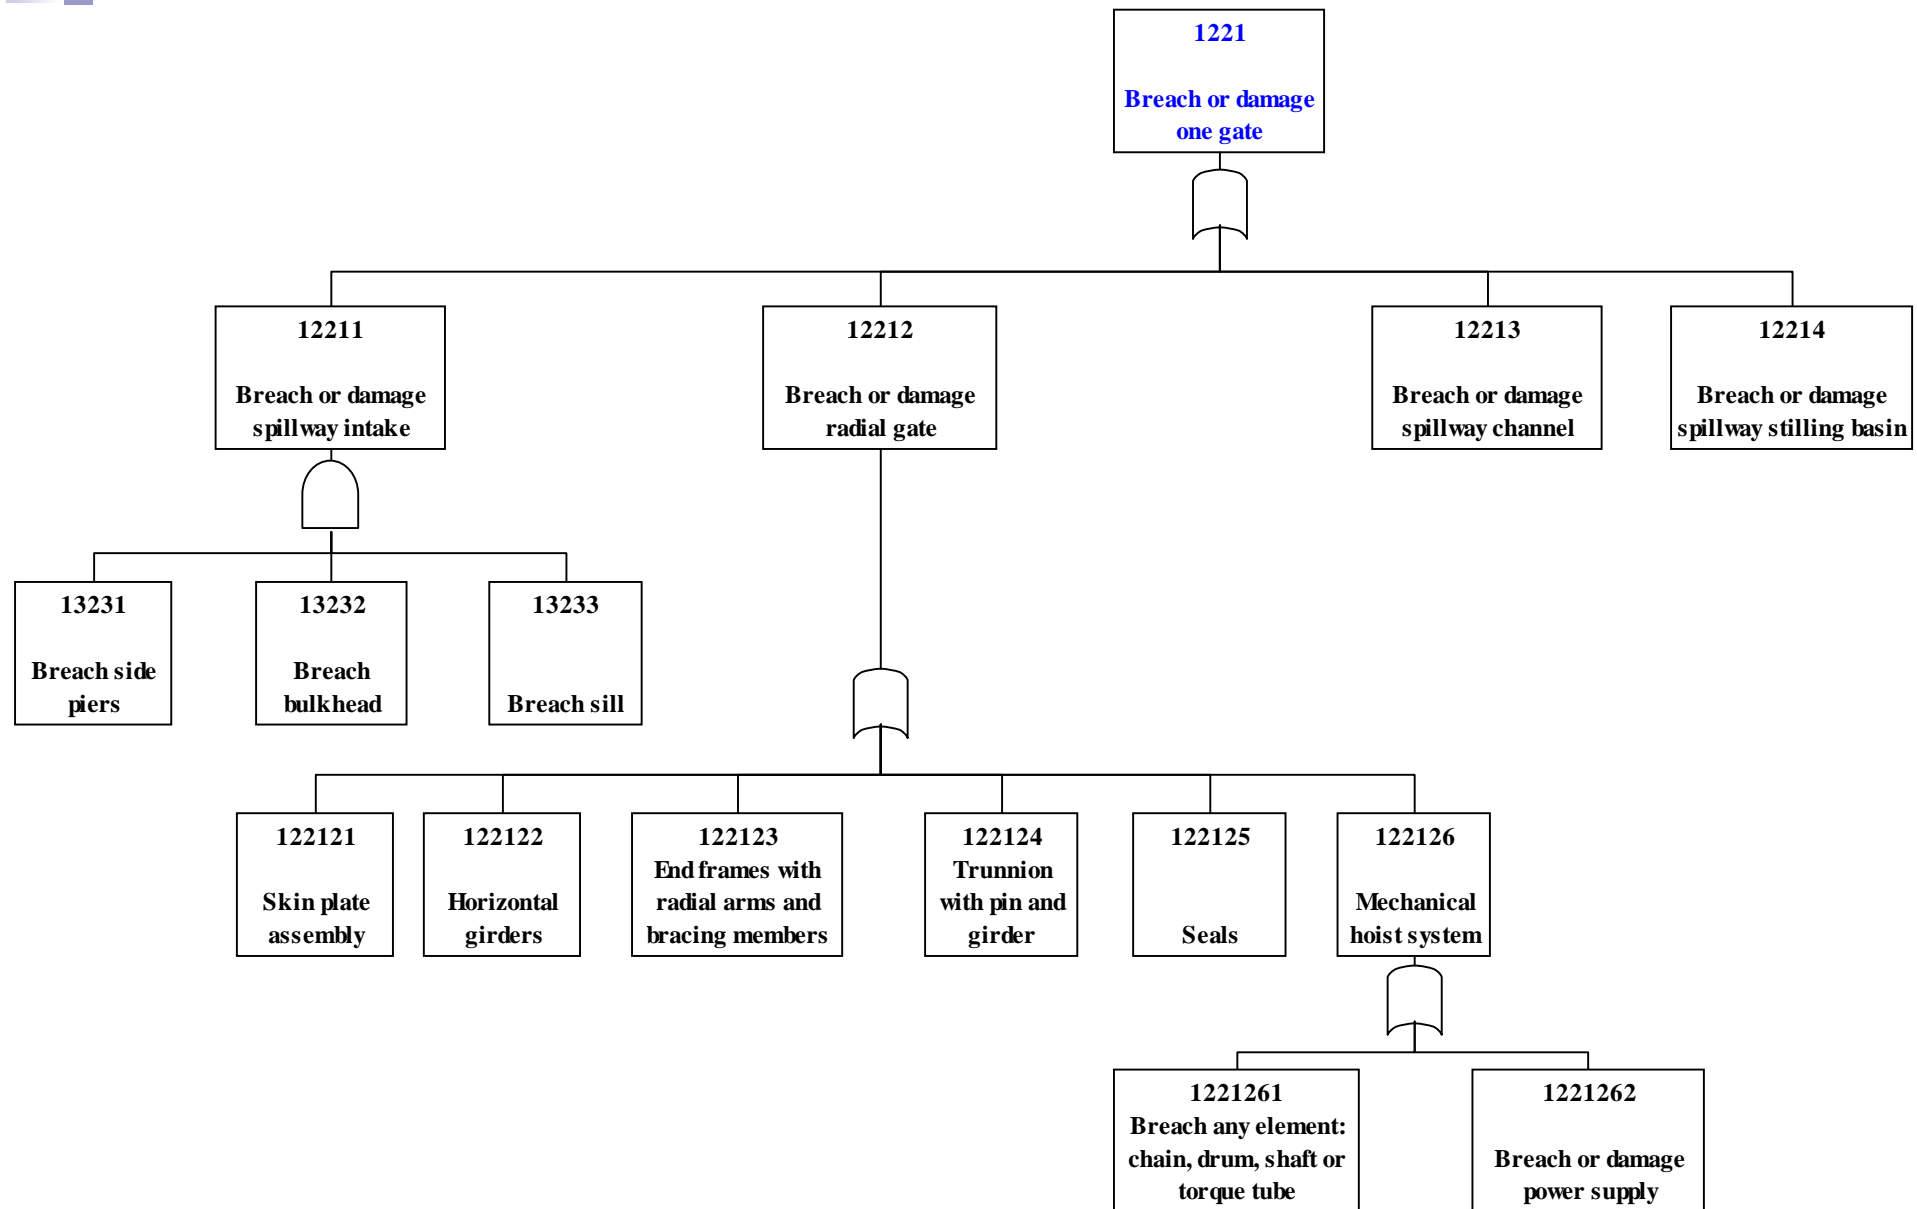 1221
Breach or damage
one gate
12211
Breach or damage
spillway intake
12212
Breach or damage
radial gate
12213
Breach or damage
spillway channel
12214
Breach or damage
spillway stilling basin
13231
Breach side
piers
13232
Breach
bulkhead
13233
Breach sill
122121
Skin plate
assembly
122122
Horizontal
girders
122123
End frames with
radial arms and
bracing members
122124
Trunnion
with pin and
girder
122125
Seals
122126
Mechanical
hoist system
1221261
Breach any element:
chain, drum, shaft or
torque tube
1221262
Breach or damage
power supply